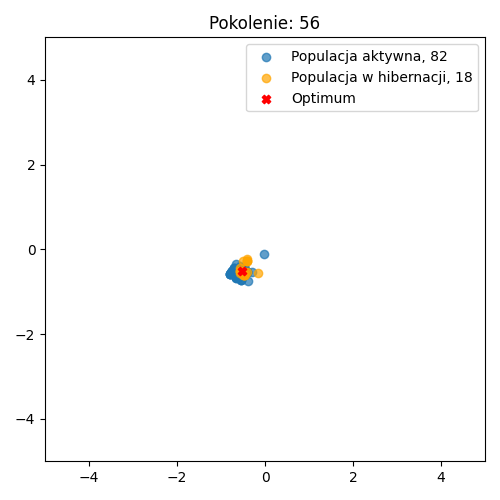 Pokolenie: 56
Populacja aktywna, 82
Populacja w hibernacji, 18
Optimum
4
2
0
−2
−4
−4
−2
0
2
4